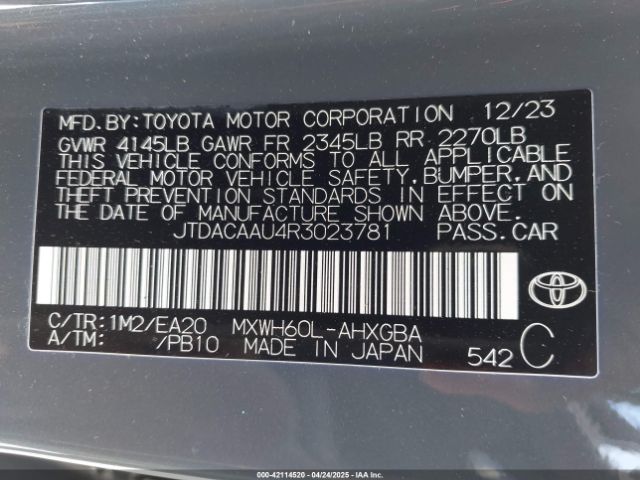 MFD.BY:TOYOTA MOTOR CORPORATION 12/23
GVWR 4145LB GAWR FR 2345LB RR 2270LB
THIS VEHICLE CONFORMS TO ALL APPLICABLE
FEDERAL MOTOR VEHICLE SAFETY,BUMPER,AND
THEFT PREVENTION STANDARDS IN EFFECT ON
THE DATE OF MANUFACTURE SHOWN ABOVE.
JTDACAAU4R3023781 PASS.CAR
C/TR:1M2/EA20 MXWH60L-AHXGBA
A/TM: /PB10 MADE IN JAPAN 542 C
000-42114520 - 04/24/2025 - IAAI